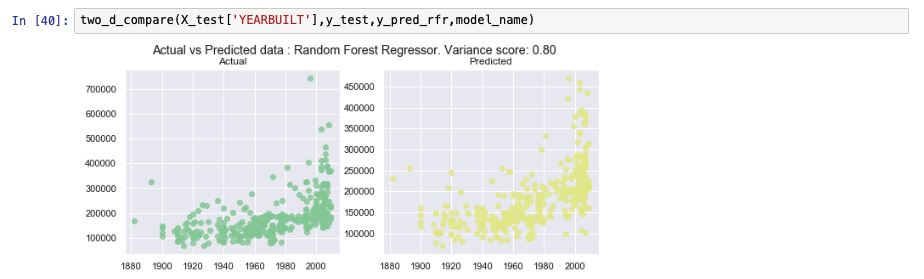 In [40]: two_d_compare(X_test['YEARBUILT'],y_test,y_pred_rfr,model_name)
Actual vs Predicted data : Random Forest Regressor. Variance score: 0.80
Actual
Predicted
700000
600000
500000
400000
300000
200000
100000
1880 1900 1920 1940 1960 1980 2000
450000
400000
350000
300000
250000
200000
150000
100000
1880 1900 1920 1940 1960 1980 2000